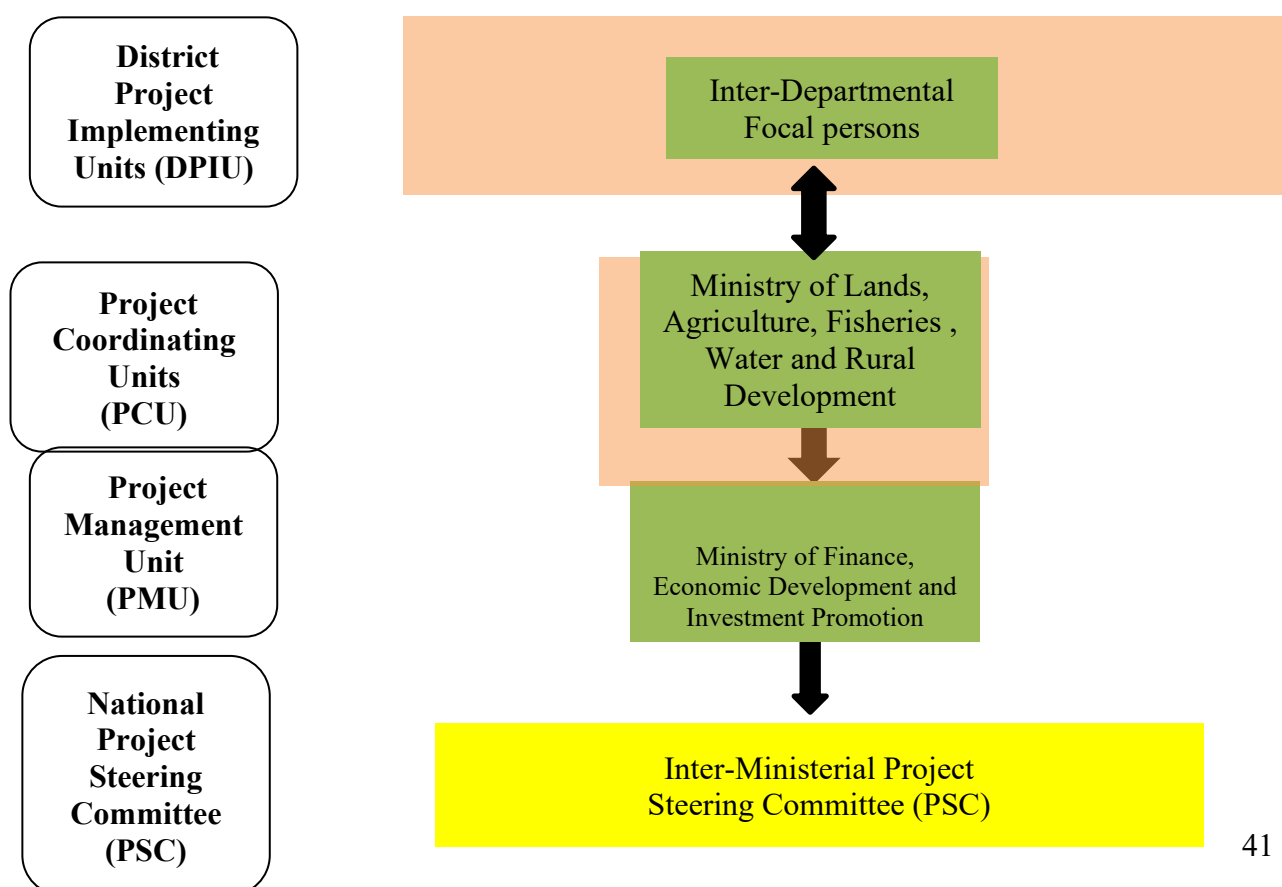 District
Project
Implementing
Units (DPIU)
Inter-Departmental
Focal persons
Project
Coordinating
Units
(PCU)
Ministry of Lands,
Agriculture, Fisheries ,
Water and Rural
Development
Project
Management
Unit
(PMU)
Ministry of Finance,
Economic Development and
Investment Promotion
National
Project
Steering
Committee
(PSC)
Inter-Ministerial Project
Steering Committee (PSC)
41